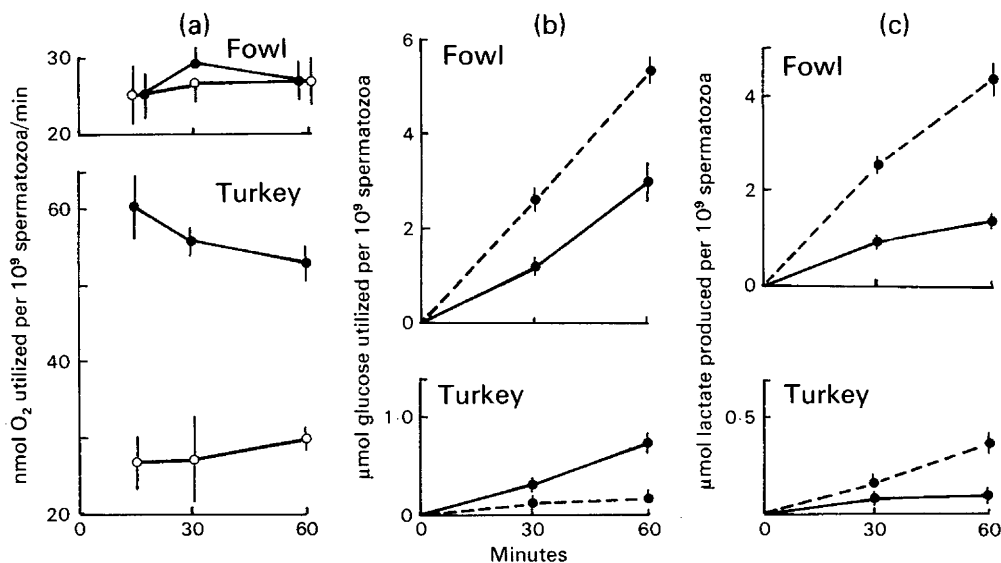 (a)
Fowl
30
20
Turkey
60
40
20
0
30
60
nmol O₂ utilized per 10⁹ spermatozoa/min
(b)
Fowl
6
4
2
0
Turkey
1·0
0
0
30
60
µmol glucose utilized per 10⁹ spermatozoa
Minutes
(c)
Fowl
4
2
0
Turkey
0·5
0
30
60
µmol lactate produced per 10⁹ spermatozoa